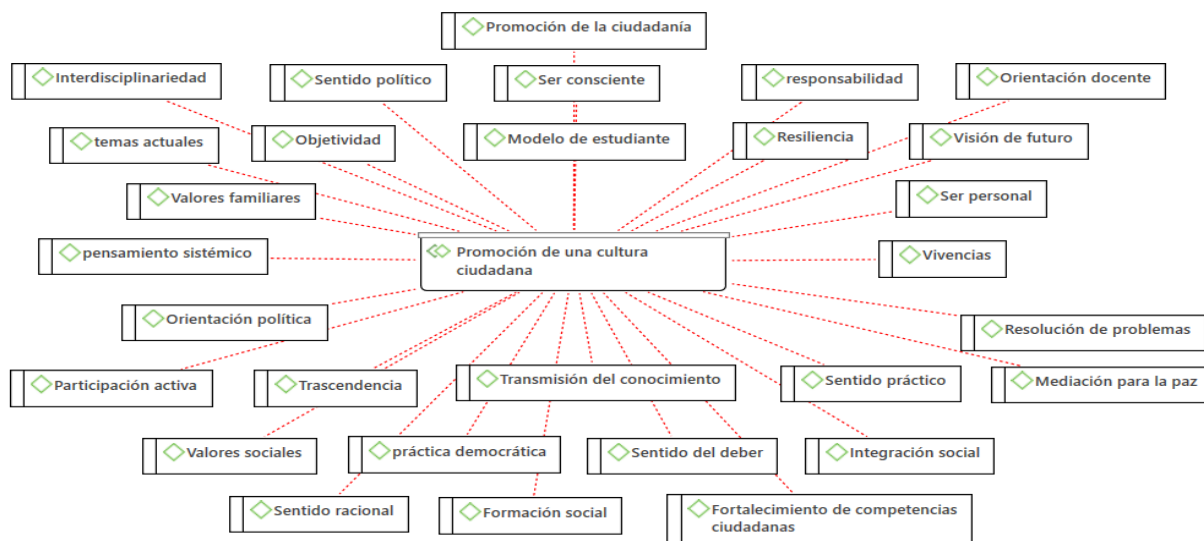 Promoción de la ciudadanía
Interdisciplinariedad
Sentido político
Ser consciente
responsabilidad
Orientación docente
temas actuales
Objetividad
Modelo de estudiante
Resiliencia
Visión de futuro
Valores familiares
Ser personal
pensamiento sistémico
Promoción de una cultura
ciudadana
Vivencias
Orientación política
Resolución de problemas
Participación activa
Trascendencia
Transmisión del conocimiento
Sentido práctico
Mediación para la paz
Valores sociales
práctica democrática
Sentido del deber
Integración social
Sentido racional
Formación social
Fortalecimiento de competencias
ciudadanas